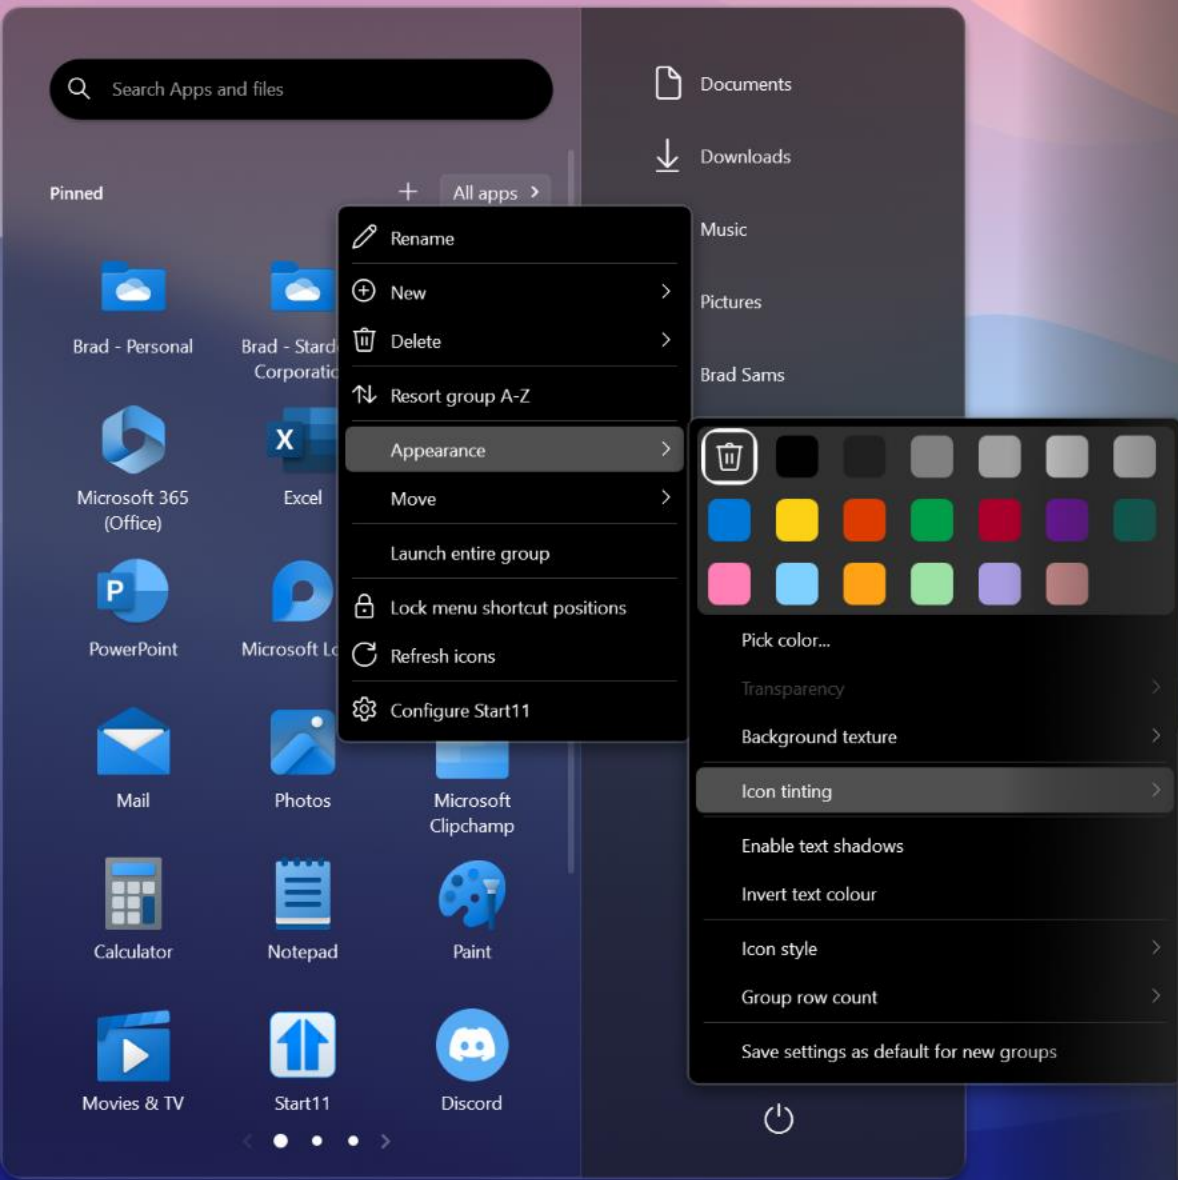 Search Apps and files
Pinned
All apps
Brad - Personal
Brad - Stard
Corporatic
Microsoft 365
(Office)
X
Excel
P
PowerPoint
Microsoft Lo
Mail
Photos
Microsoft
Clipchamp
Calculator
Notepad
Paint
Movies & TV
Start11
Discord
Documents
Downloads
Music
Pictures
Brad Sams
Rename
New
Delete
Resort group A-Z
Appearance
Move
Launch entire group
Lock menu shortcut positions
Refresh icons
Configure Start11
Pick color...
Transparency
Background texture
Icon tinting
Enable text shadows
Invert text colour
Icon style
Group row count
Save settings as default for new groups